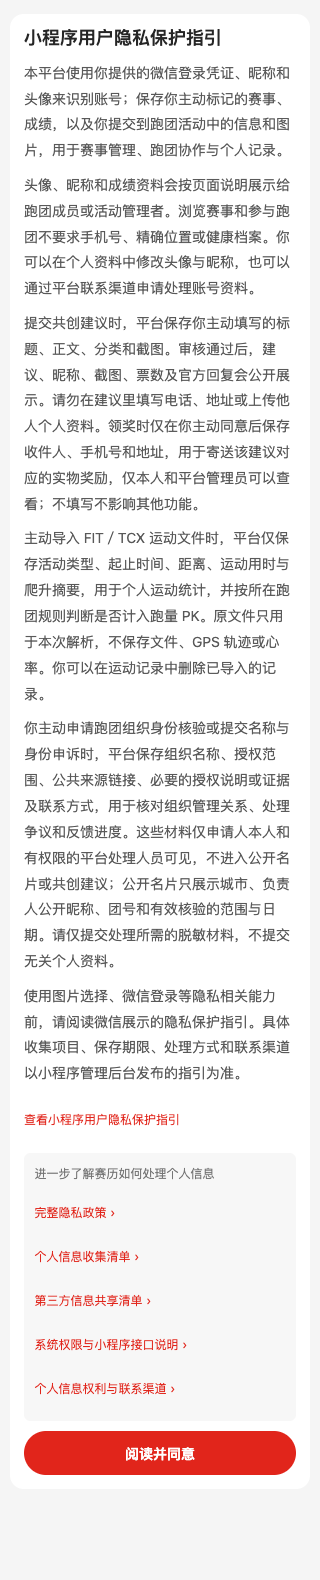 小程序用户隐私保护指引
本平台使用你提供的微信登录凭证、昵称和
头像来识别账号；保存你主动标记的赛事、
成绩，以及你提交到跑团活动中的信息和图
片，用于赛事管理、跑团协作与个人记录。
头像、昵称和成绩资料会按页面说明展示给
跑团成员或活动管理者。浏览赛事和参与跑
团不要求手机号、精确位置或健康档案。你
可以在个人资料中修改头像与昵称，也可以
通过平台联系渠道申请处理账号资料。
提交共创建议时，平台保存你主动填写的标
题、正文、分类和截图。审核通过后，建
议、昵称、截图、票数及官方回复会公开展
示。请勿在建议里填写电话、地址或上传他
人个人资料。领奖时仅在你主动同意后保存
收件人、手机号和地址，用于寄送该建议对
应的实物奖励，仅本人和平台管理员可以查
看；不填写不影响其他功能。
主动导入 FIT / TCX 运动文件时，平台仅保
存活动类型、起止时间、距离、运动用时与
爬升摘要，用于个人运动统计，并按所在跑
团规则判断是否计入跑量 PK。原文件只用
于本次解析，不保存文件、GPS 轨迹或心
率。你可以在运动记录中删除已导入的记
录。
你主动申请跑团组织身份核验或提交名称与
身份申诉时，平台保存组织名称、授权范
围、公共来源链接、必要的授权说明或证据
及联系方式，用于核对组织管理关系、处理
争议和反馈进度。这些材料仅申请人本人和
有权限的平台处理人员可见，不进入公开名
片或共创建议；公开名片只展示城市、负责
人公开昵称、团号和有效核验的范围与日
期。请仅提交处理所需的脱敏材料，不提交
无关个人资料。
使用图片选择、微信登录等隐私相关能力
前，请阅读微信展示的隐私保护指引。具体
收集项目、保存期限、处理方式和联系渠道
以小程序管理后台发布的指引为准。
查看小程序用户隐私保护指引
进一步了解赛历如何处理个人信息
完整隐私政策 ›
个人信息收集清单 ›
第三方信息共享清单 ›
系统权限与小程序接口说明 ›
个人信息权利与联系渠道 ›
阅读并同意